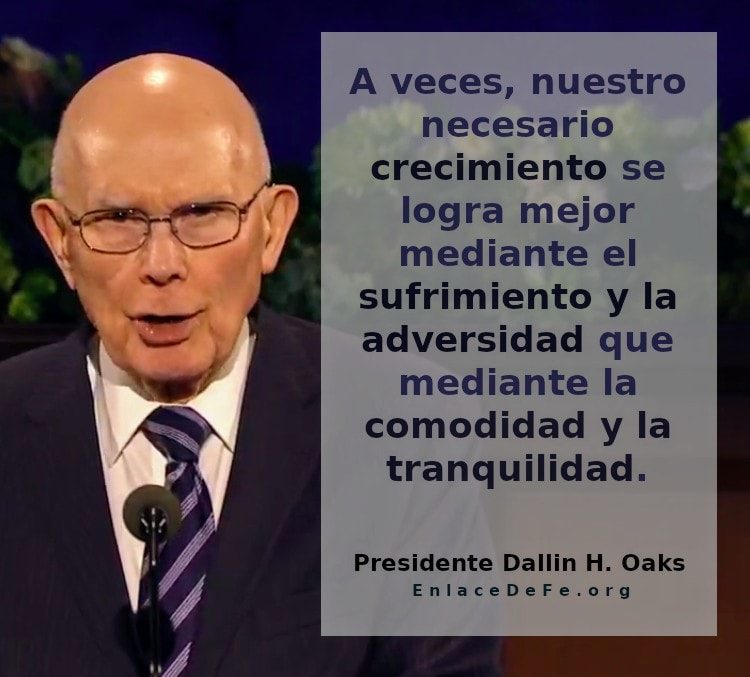 A veces, nuestro
necesario
crecimiento se
logra mejor
mediante el
sufrimiento y la
adversidad que
mediante la
comodidad y la
tranquilidad.
Presidente Dallin H. Oaks
EnlaceDeFe.org